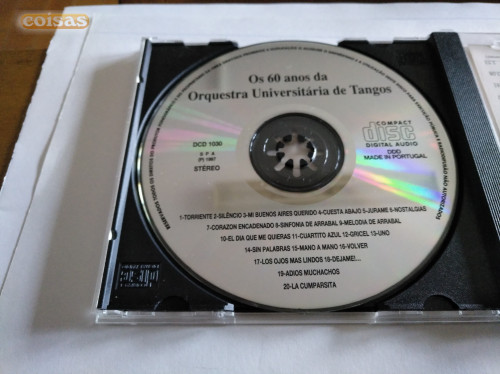 coisas
Os 60 anos da
Orquestra Universitária de Tangos
DCD 1030
SPA
(P) 1997
STÉREO
COMPACT
disc
DIGITAL AUDIO
DDD
MADE IN PORTUGAL
1-TORRIENTE 2-SILÊNCIO 3-MI BUENOS AIRES QUERIDO 4-CUESTA ABAJO 5-JURAME 6-NOSTALGIAS
7-CORAZON ENCADENADO 8-SINFONIA DE ARRABAL 9-MELODIA DE ARRABAL
10-EL DIA QUE ME QUIERAS 11-CUARTITO AZUL 12-GRICEL 13-UNO
14-SIN PALABRAS 15-MANO A MANO 16-VOLVER
17-LOS OJOS MAS LINDOS 18-DEJAME!...
19-ADIOS MUCHACHOS
20-LA CUMPARSITA